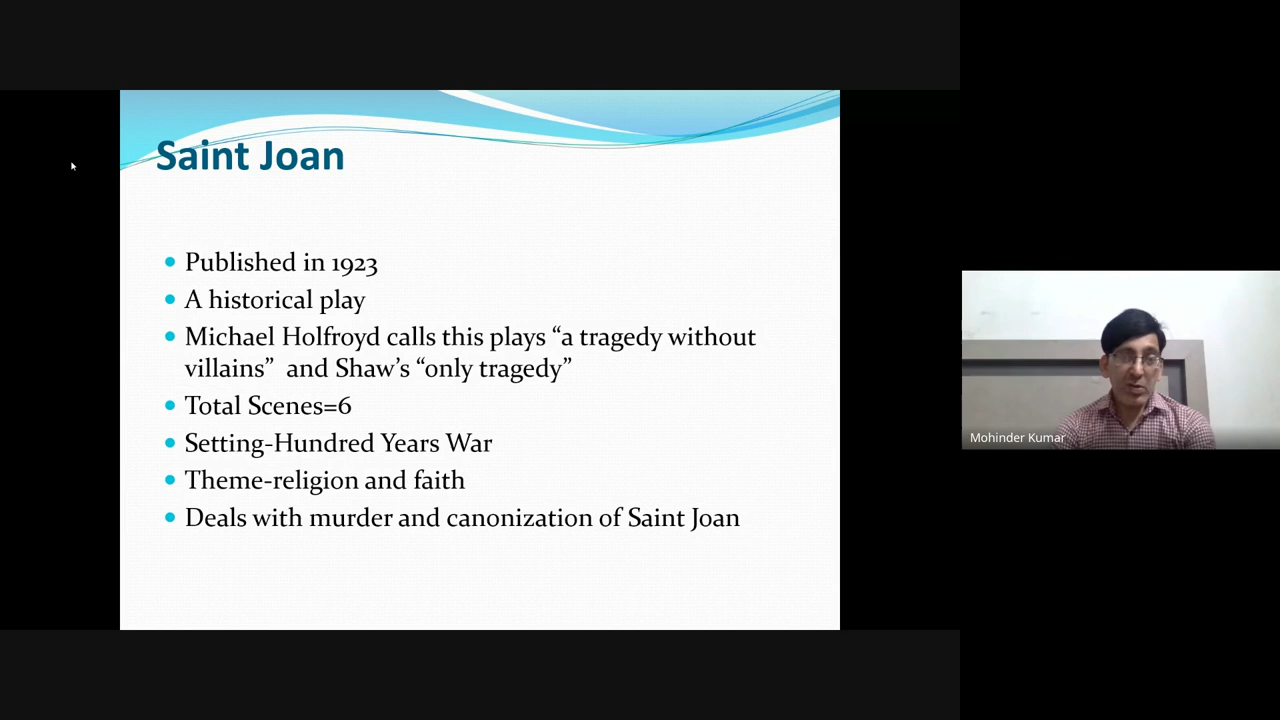 Saint Joan
Published in 1923
A historical play
Michael Holfroyd calls this plays “a tragedy without
villains”  and Shaw’s “only tragedy”
Total Scenes=6
Setting-Hundred Years War
Theme-religion and faith
Deals with murder and canonization of Saint Joan
Mohinder Kumar